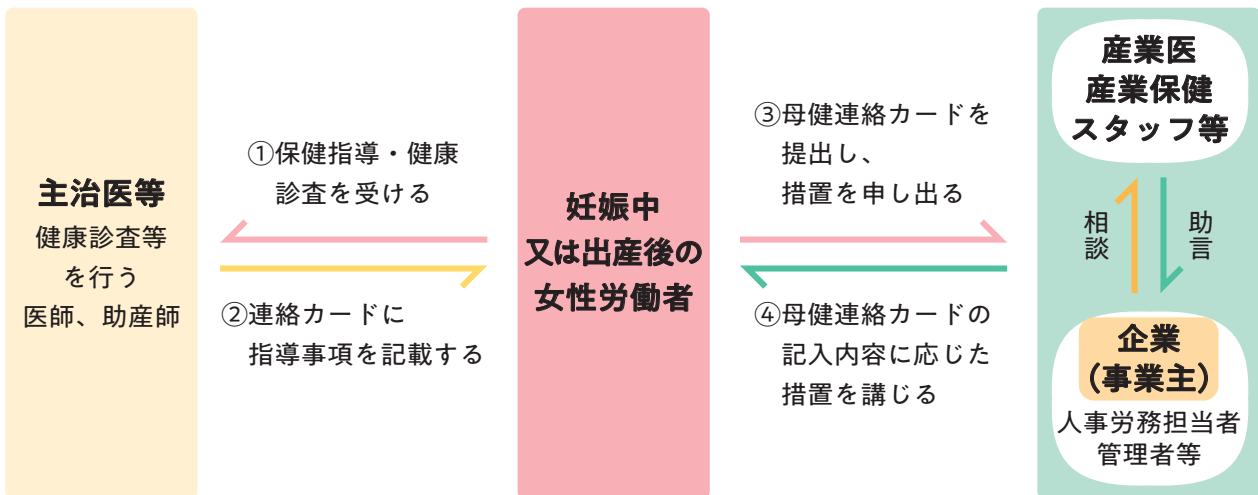 主治医等
健康診査等
を行う
医師、助産師
①保健指導・健康
診査を受ける
②連絡カードに
指導事項を記載する
妊娠中
又は出産後の
女性労働者
③母健連絡カードを
提出し、
措置を申し出る
④母健連絡カードの
記入内容に応じた
措置を講じる
産業医
産業保健
スタッフ等
相談
助言
企業
(事業主)
人事労務担当者
管理者等